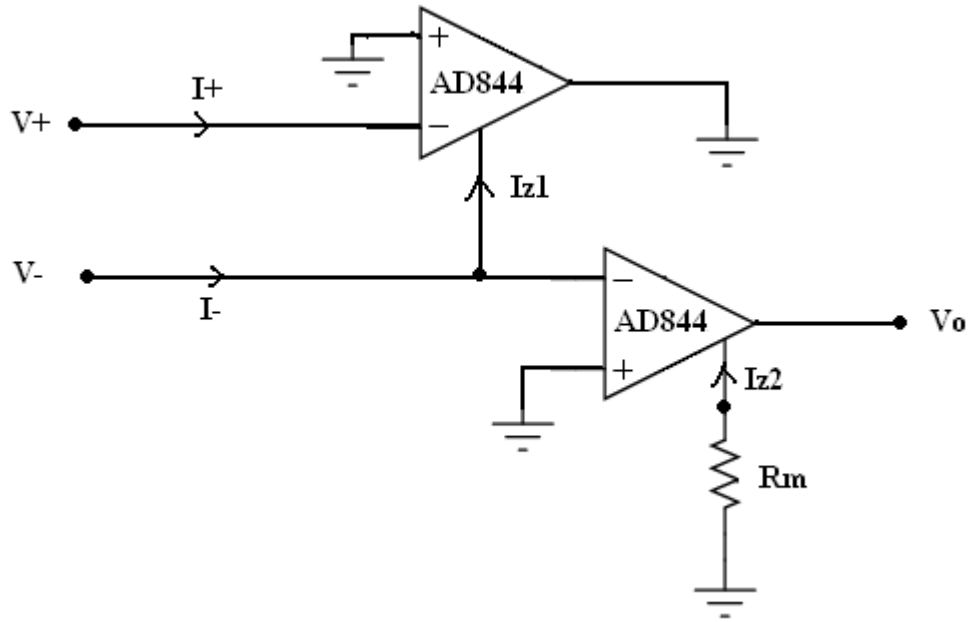 +
AD844
I+
V+
−
Iz1
V-
I-
−
AD844
Vo
+
Iz2
Rm